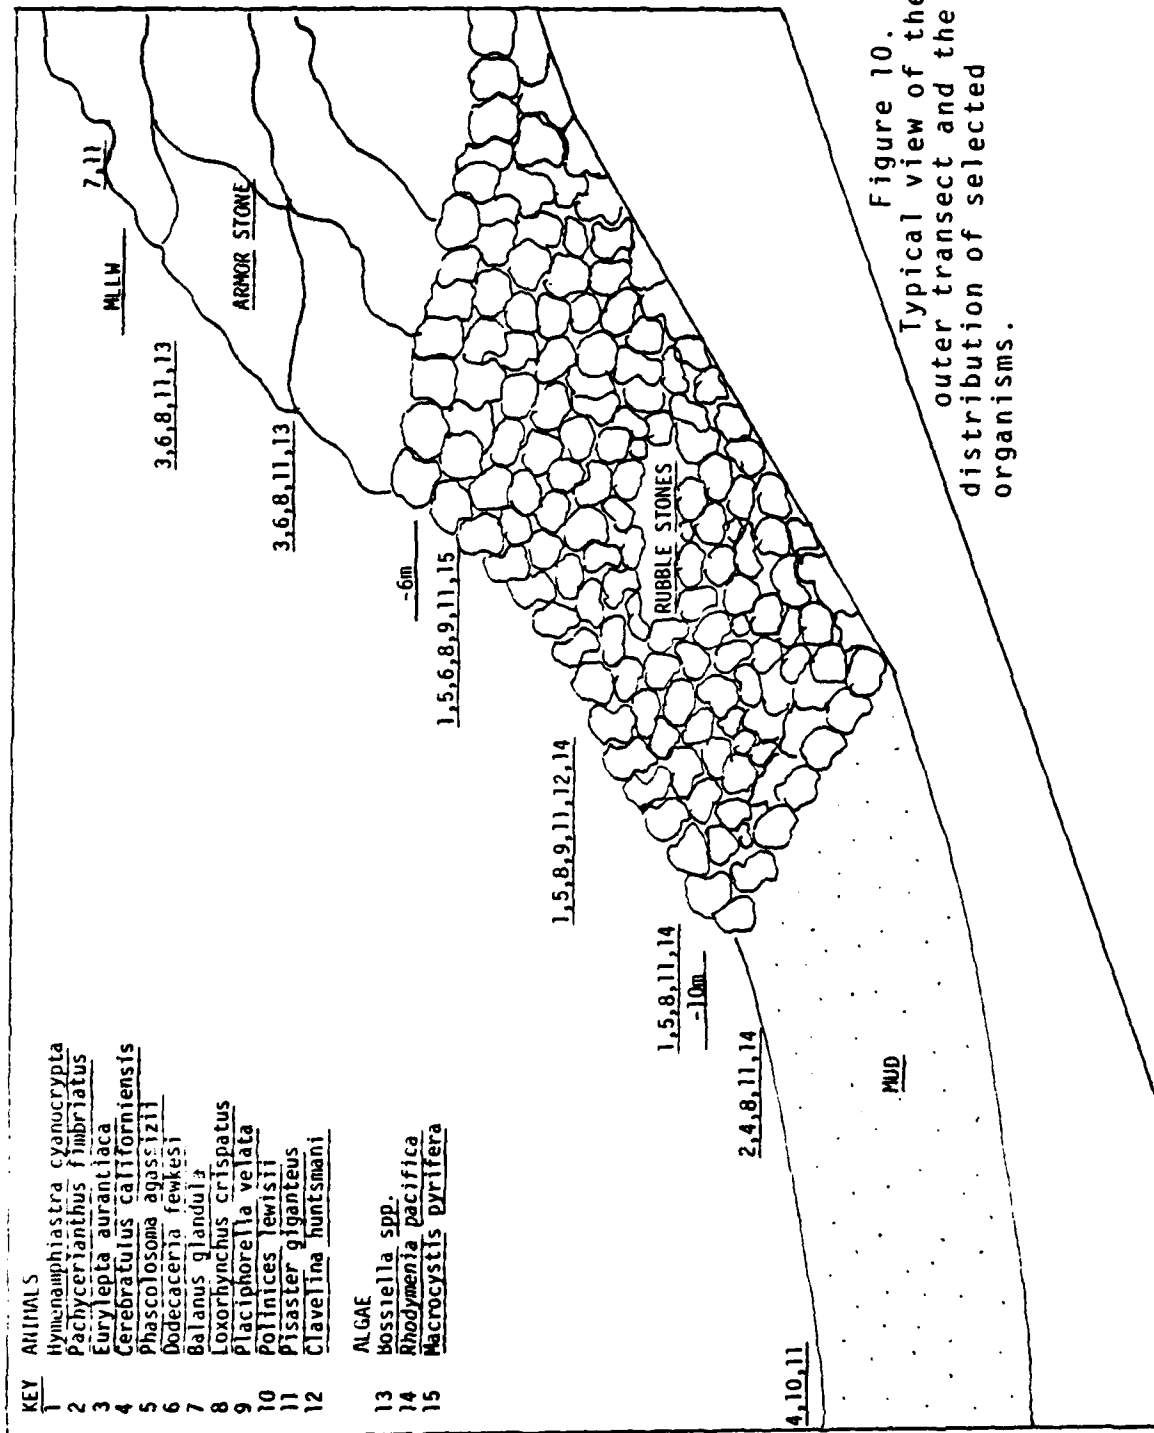 KEY ANIMALS
1 Hymenamphiastra cyanocrypta
2 Pachycerianthus fimbriatus
3 Eurylepta aurantiaca
4 Cerebratulus californiensis
5 Phascolosoma agassizii
6 Dodecaceria fewkesi
7 Balanus glandula
8 Loxorhynchus crispatus
9 Placiphorella velata
10 Polinices lewisii
11 Pisaster giganteus
12 Clavelina huntsmani
ALGAE
13 Bossiella spp.
14 Rhodymenia pacifica
15 Macrocystis pyrifera
7,11
MLLW
3,6,8,11,13
ARMOR STONE
3,6,8,11,13
-6m
1,5,6,8,9,11,15
1,5,8,9,11,12,14
RUBBLE STONES
1,5,8,11,14
-10m
2,4,8,11,14
4,10,11
MUD
Figure 10.
Typical view of the
outer transect and the
distribution of selected
organisms.